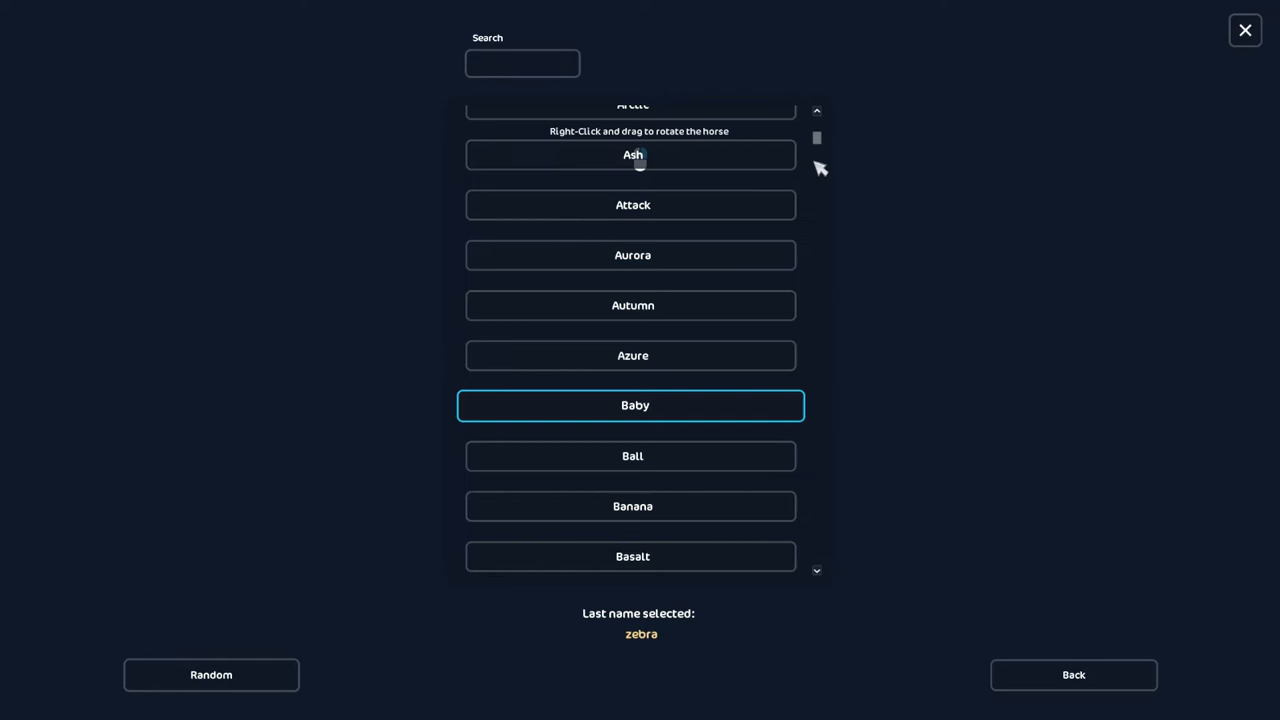 Search
Arctic
Right-Click and drag to rotate the horse
Ash
Attack
Aurora
Autumn
Azure
Baby
Ball
Banana
Basalt
Last name selected:
zebra
Random
Back